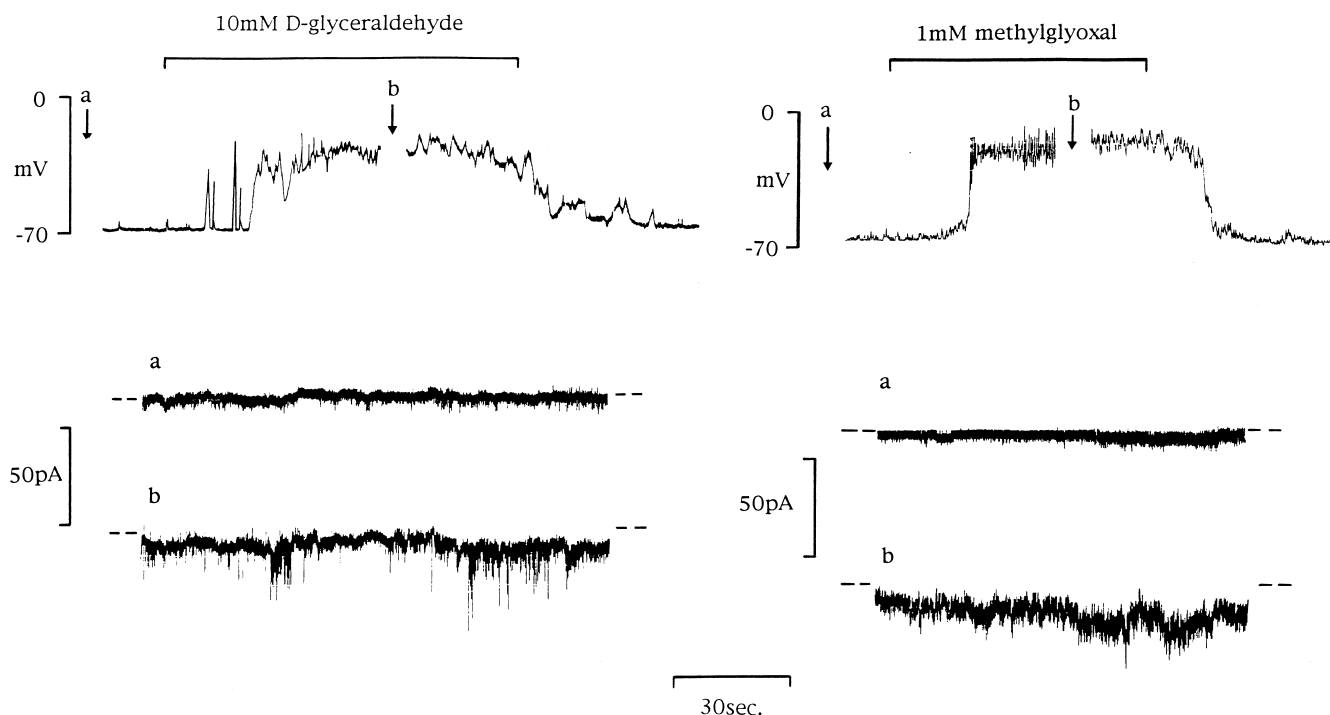 10mM D-glyceraldehyde
0
a
b
mV
-70
a
50pA
b
1mM methylglyoxal
0
a
b
mV
-70
a
50pA
b
30sec.